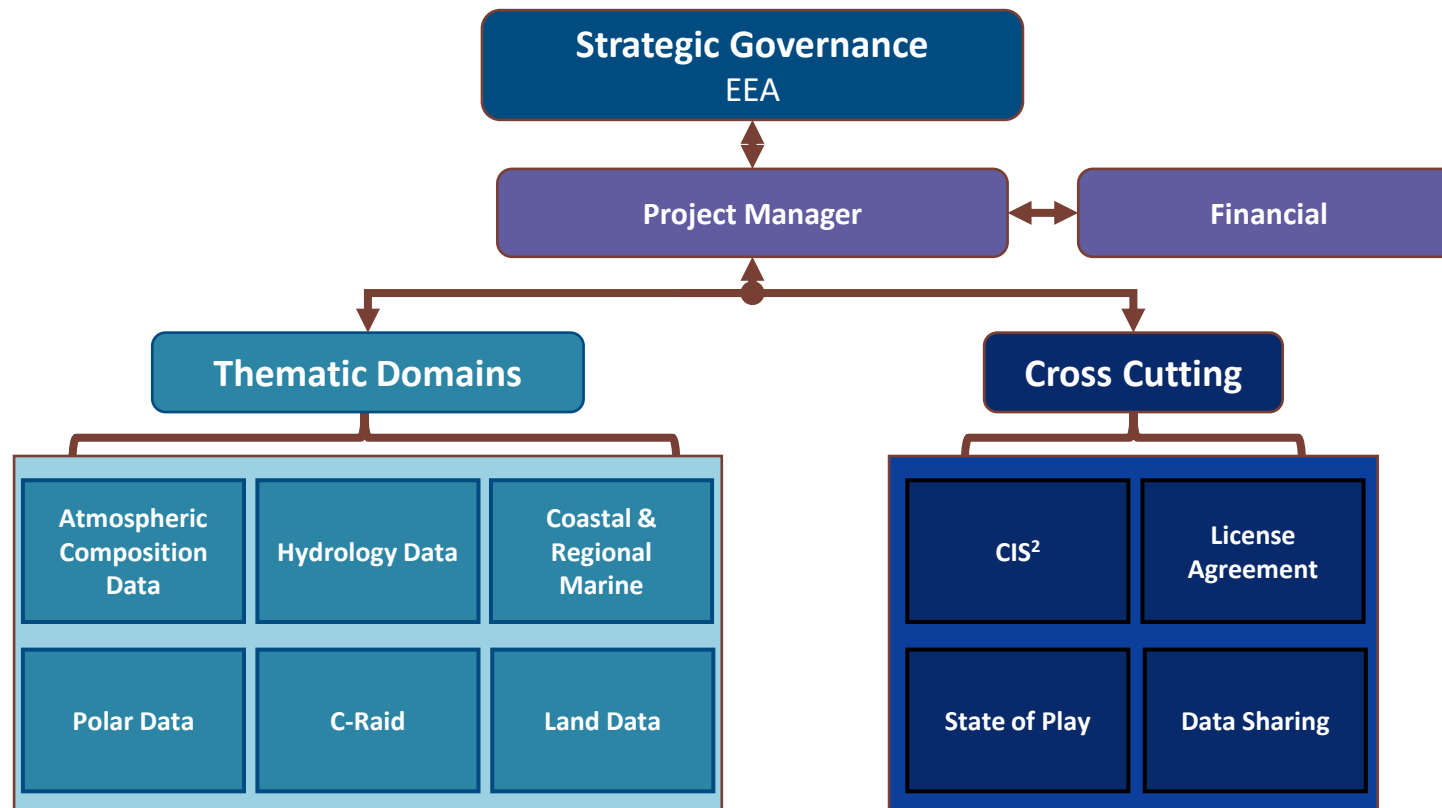 Strategic Governance
EEA
Project Manager
Financial
Thematic Domains
Cross Cutting
Atmospheric
Composition
Data
Hydrology Data
Coastal &
Regional
Marine
CIS²
License
Agreement
Polar Data
C-Raid
Land Data
State of Play
Data Sharing